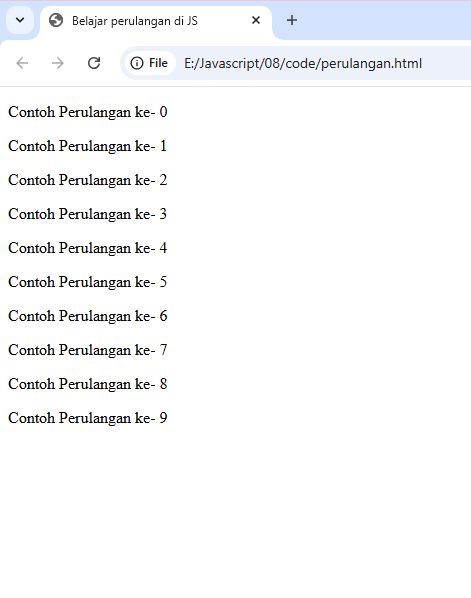 Belajar perulangan di JS
File E:/Javascript/08/code/perulangan.html
Contoh Perulangan ke- 0
Contoh Perulangan ke- 1
Contoh Perulangan ke- 2
Contoh Perulangan ke- 3
Contoh Perulangan ke- 4
Contoh Perulangan ke- 5
Contoh Perulangan ke- 6
Contoh Perulangan ke- 7
Contoh Perulangan ke- 8
Contoh Perulangan ke- 9